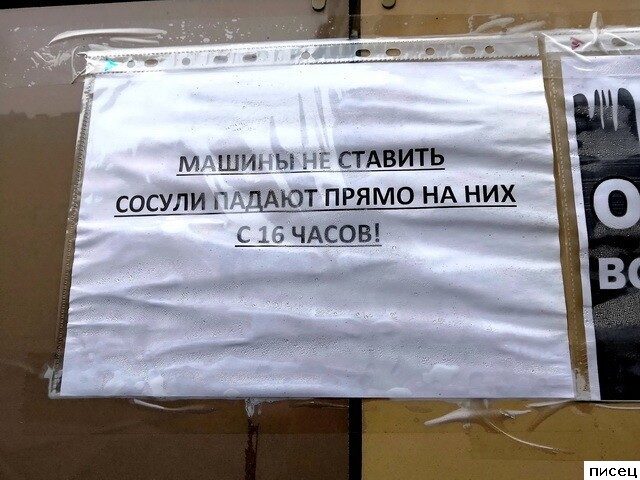 МАШИНЫ НЕ СТАВИТЬ
СОСУЛИ ПАДАЮТ ПРЯМО НА НИХ
С 16 ЧАСОВ!
писец